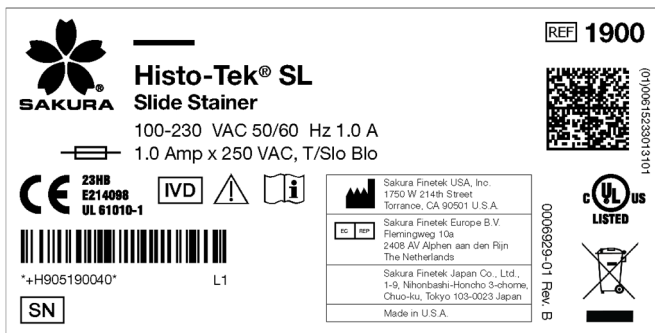 SAKURA
Histo-Tek® SL
Slide Stainer
100-230 VAC 50/60 Hz 1.0 A
1.0 Amp x 250 VAC, T/Slo Blo
REF 1900
(01)00615233013101
CE
23HB
E214098
UL 61010-1
IVD
*+H905190040*
L1
SN
Sakura Finetek USA, Inc.
1750 W 214th Street
Torrance, CA 90501 U.S.A.
EC REP
Sakura Finetek Europe B.V.
Flemingweg 10a
2408 AV Alphen aan den Rijn
The Netherlands
Sakura Finetek Japan Co., Ltd.,
1-9, Nihonbashi-Honcho 3-chome,
Chuo-ku, Tokyo 103-0023 Japan
Made in U.S.A.
0006929-01 Rev. B
C UL US
LISTED